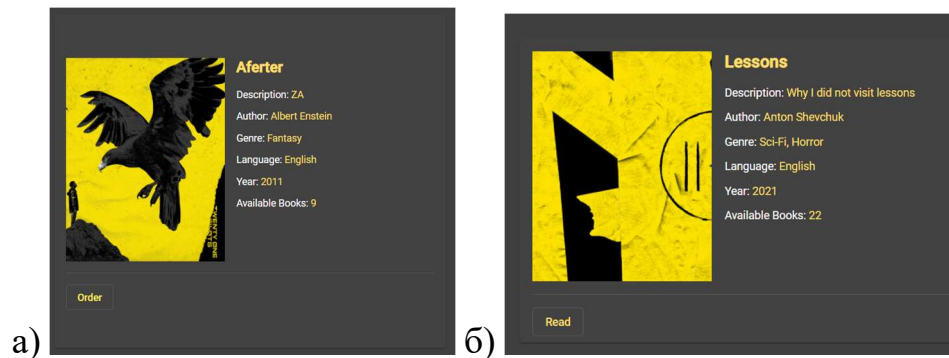 Aferter
Description: ZA
Author: Albert Enstein
Genre: Fantasy
Language: English
Year: 2011
Available Books: 9
TWENTY ONE
Order
а)
Lessons
Description: Why I did not visit lessons
Author: Anton Shevchuk
Genre: Sci-Fi, Horror
Language: English
Year: 2021
Available Books: 22
Read
б)